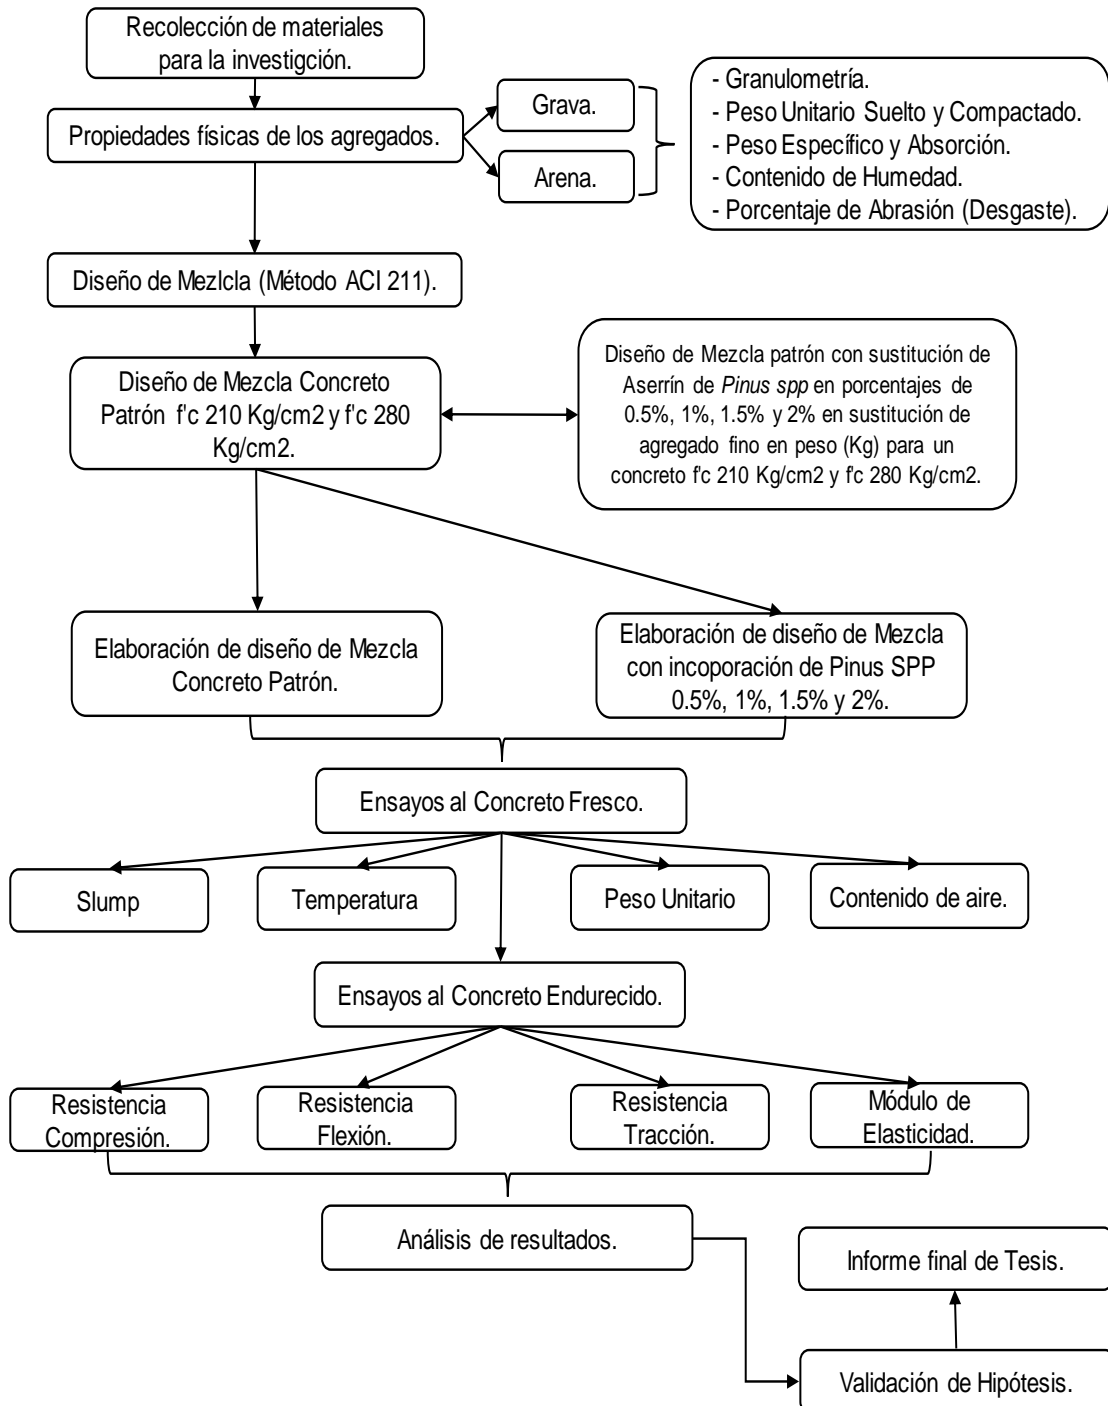 Recolección de materiales
para la investigción.
Propiedades físicas de los agregados.
Grava.
Arena.
- Granulometría.
- Peso Unitario Suelto y Compactado.
- Peso Específico y Absorción.
- Contenido de Humedad.
- Porcentaje de Abrasión (Desgaste).
Diseño de Mezlcla (Método ACI 211).
Diseño de Mezcla Concreto
Patrón f'c 210 Kg/cm2 y f'c 280
Kg/cm2.
Diseño de Mezcla patrón con sustitución de
Aserrín de Pinus spp en porcentajes de
0.5%, 1%, 1.5% y 2% en sustitución de
agregado fino en peso (Kg) para un
concreto f'c 210 Kg/cm2 y f'c 280 Kg/cm2.
Elaboración de diseño de Mezcla
Concreto Patrón.
Elaboración de diseño de Mezcla
con incoporación de Pinus SPP
0.5%, 1%, 1.5% y 2%.
Ensayos al Concreto Fresco.
Slump
Temperatura
Peso Unitario
Contenido de aire.
Ensayos al Concreto Endurecido.
Resistencia
Compresión.
Resistencia
Flexión.
Resistencia
Tracción.
Módulo de
Elasticidad.
Análisis de resultados.
Informe final de Tesis.
Validación de Hipótesis.